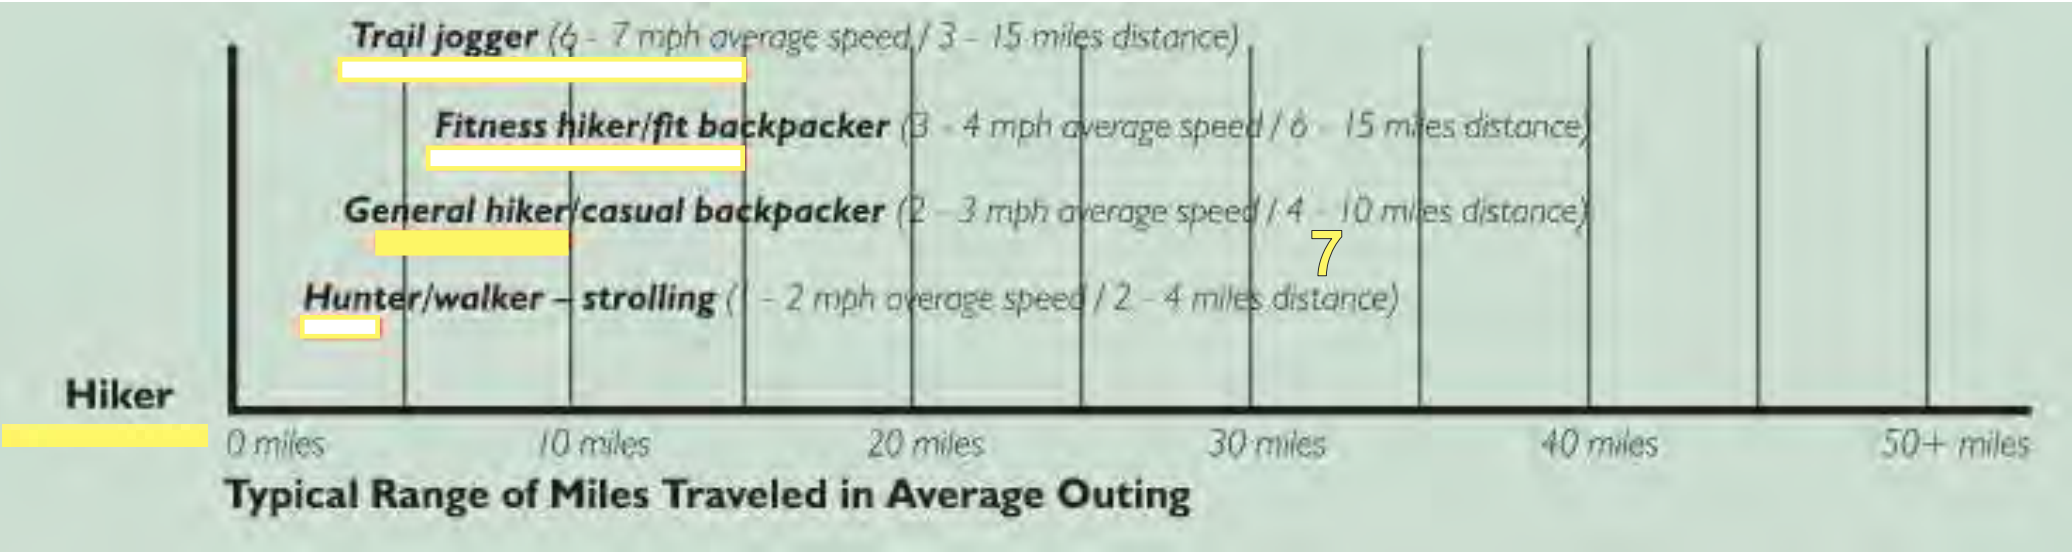 Trail jogger (6 - 7 mph average speed / 3 - 15 miles distance)
Fitness hiker/fit backpacker (3 - 4 mph average speed / 6 - 15 miles distance)
General hiker/casual backpacker (2 - 3 mph average speed / 4 - 10 miles distance)
7
Hunter/walker – strolling (1 - 2 mph average speed / 2 - 4 miles distance)
Hiker
0 miles 10 miles 20 miles 30 miles 40 miles 50+ miles
Typical Range of Miles Traveled in Average Outing